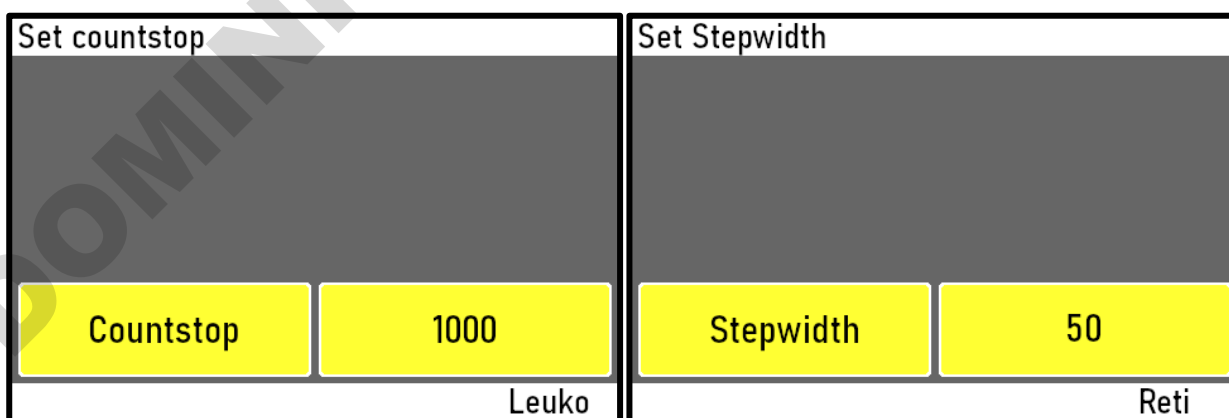 Set countstop
Countstop 1000
Leuko
Set Stepwidth
Stepwidth 50
Reti